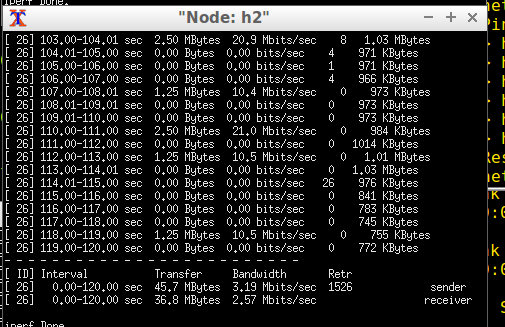 iperf Done.
"Node: h2"
[ 26] 103.00-104.01 sec 2.50 MBytes 20.9 Mbits/sec 8 1.03 MBytes
[ 26] 104.01-105.00 sec 0.00 Bytes 0.00 bits/sec 4 971 KBytes
[ 26] 105.00-106.00 sec 0.00 Bytes 0.00 bits/sec 1 971 KBytes
[ 26] 106.00-107.00 sec 0.00 Bytes 0.00 bits/sec 4 966 KBytes
[ 26] 107.00-108.01 sec 1.25 MBytes 10.4 Mbits/sec 0 973 KBytes
[ 26] 108.01-109.01 sec 0.00 Bytes 0.00 bits/sec 0 973 KBytes
[ 26] 109.01-110.00 sec 0.00 Bytes 0.00 bits/sec 0 973 KBytes
[ 26] 110.00-111.00 sec 2.50 MBytes 21.0 Mbits/sec 0 984 KBytes
[ 26] 111.00-112.00 sec 0.00 Bytes 0.00 bits/sec 0 1014 KBytes
[ 26] 112.00-113.00 sec 1.25 MBytes 10.5 Mbits/sec 0 1.01 MBytes
[ 26] 113.00-114.01 sec 0.00 Bytes 0.00 bits/sec 0 1.03 MBytes
[ 26] 114.01-115.00 sec 0.00 Bytes 0.00 bits/sec 26 976 KBytes
[ 26] 115.00-116.00 sec 0.00 Bytes 0.00 bits/sec 0 841 KBytes
[ 26] 116.00-117.00 sec 0.00 Bytes 0.00 bits/sec 0 783 KBytes
[ 26] 117.00-118.00 sec 0.00 Bytes 0.00 bits/sec 0 745 KBytes
[ 26] 118.00-119.00 sec 1.25 MBytes 10.5 Mbits/sec 0 755 KBytes
[ 26] 119.00-120.00 sec 0.00 Bytes 0.00 bits/sec 0 772 KBytes
- - - - - - - - - - - - - - - - - - - - - - - - -
[ ID] Interval Transfer Bandwidth Retr
[ 26] 0.00-120.00 sec 45.7 MBytes 3.19 Mbits/sec 1526 sender
[ 26] 0.00-120.00 sec 36.8 MBytes 2.57 Mbits/sec receiver
iperf Done.